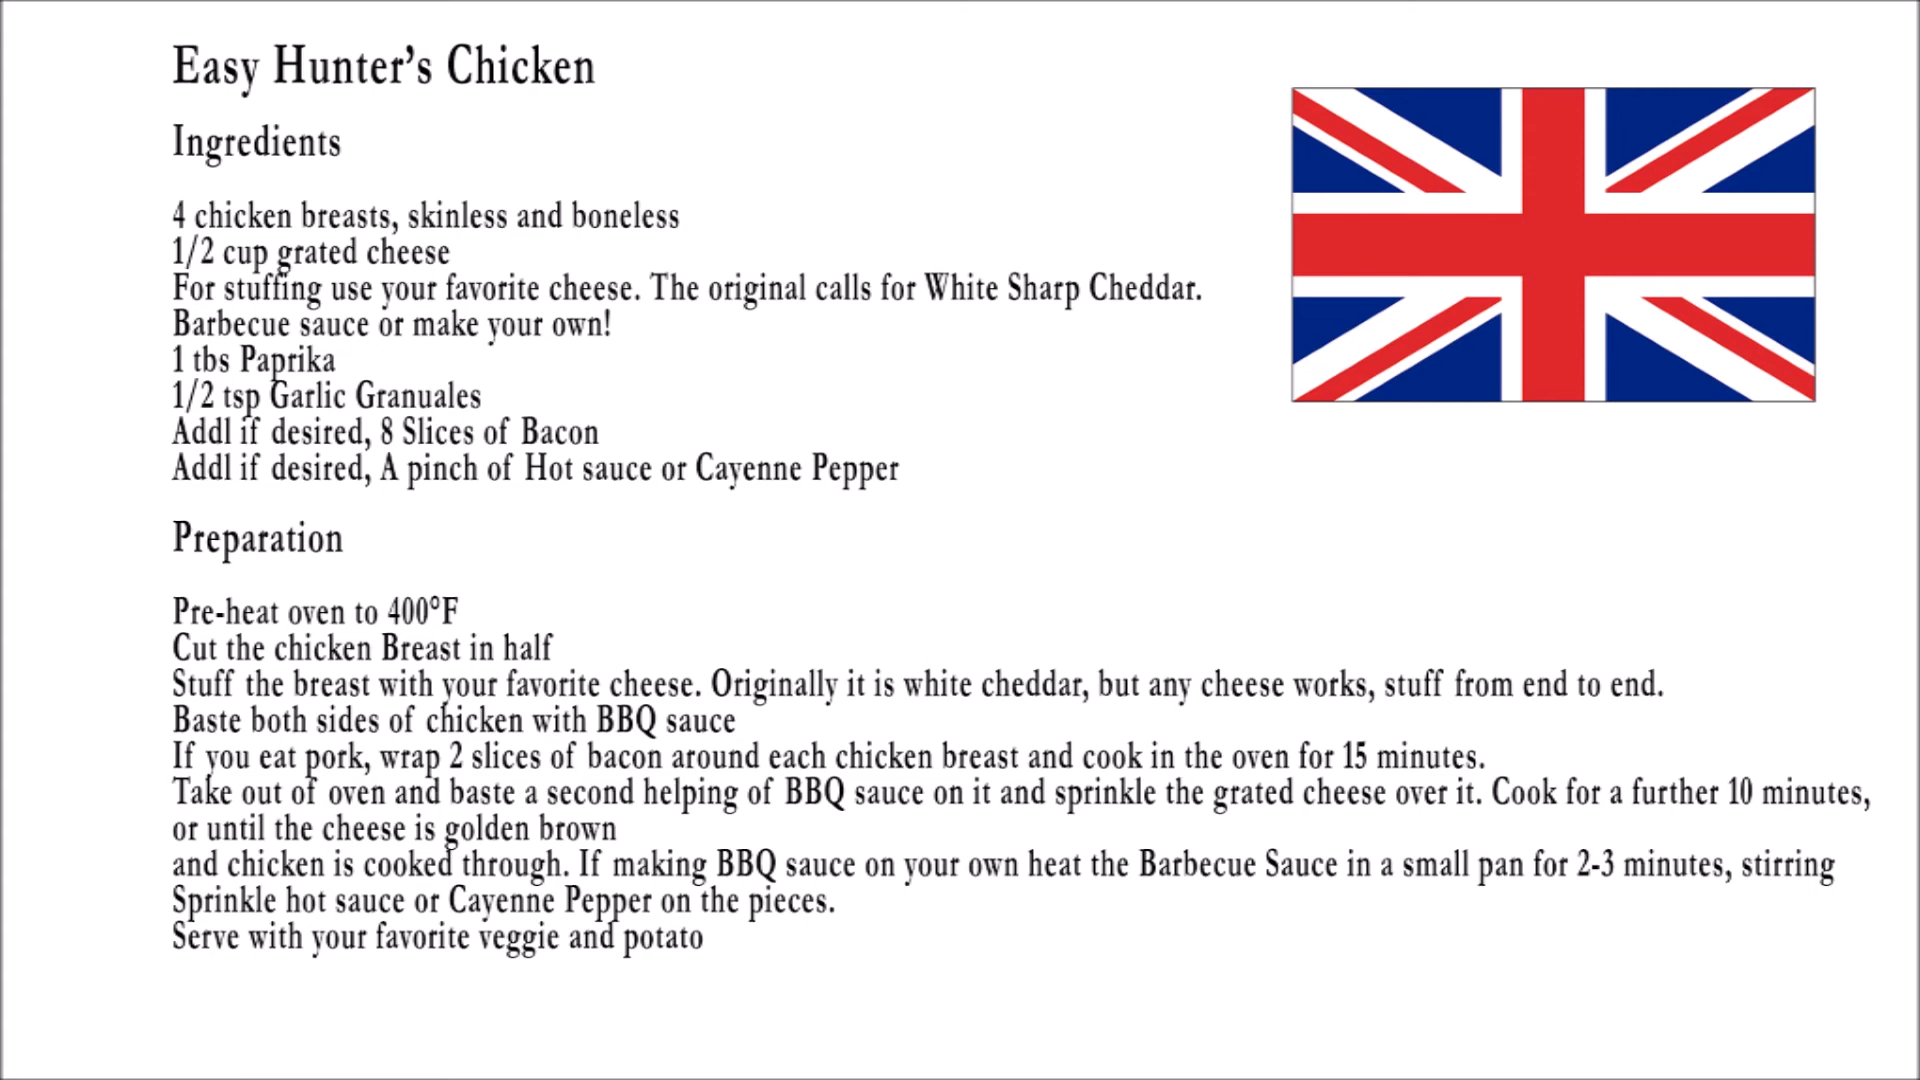 Easy Hunter’s Chicken
Ingredients
4 chicken breasts, skinless and boneless
1/2 cup grated cheese
For stuffing use your favorite cheese. The original calls for White Sharp Cheddar.
Barbecue sauce or make your own!
1 tbs Paprika
1/2 tsp Garlic Granuales
Addl if desired, 8 Slices of Bacon
Addl if desired, A pinch of Hot sauce or Cayenne Pepper
Preparation
Pre-heat oven to 400°F
Cut the chicken Breast in half
Stuff the breast with your favorite cheese. Originally it is white cheddar, but any cheese works, stuff from end to end.
Baste both sides of chicken with BBQ sauce
If you eat pork, wrap 2 slices of bacon around each chicken breast and cook in the oven for 15 minutes.
Take out of oven and baste a second helping of BBQ sauce on it and sprinkle the grated cheese over it. Cook for a further 10 minutes,
or until the cheese is golden brown
and chicken is cooked through. If making BBQ sauce on your own heat the Barbecue Sauce in a small pan for 2-3 minutes, stirring
Sprinkle hot sauce or Cayenne Pepper on the pieces.
Serve with your favorite veggie and potato